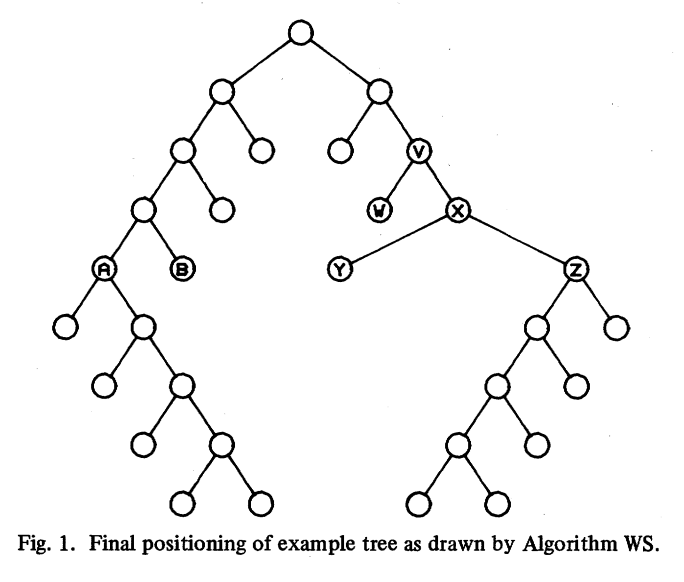 V
W
X
A
B
Y
Z
Fig. 1. Final positioning of example tree as drawn by Algorithm WS.